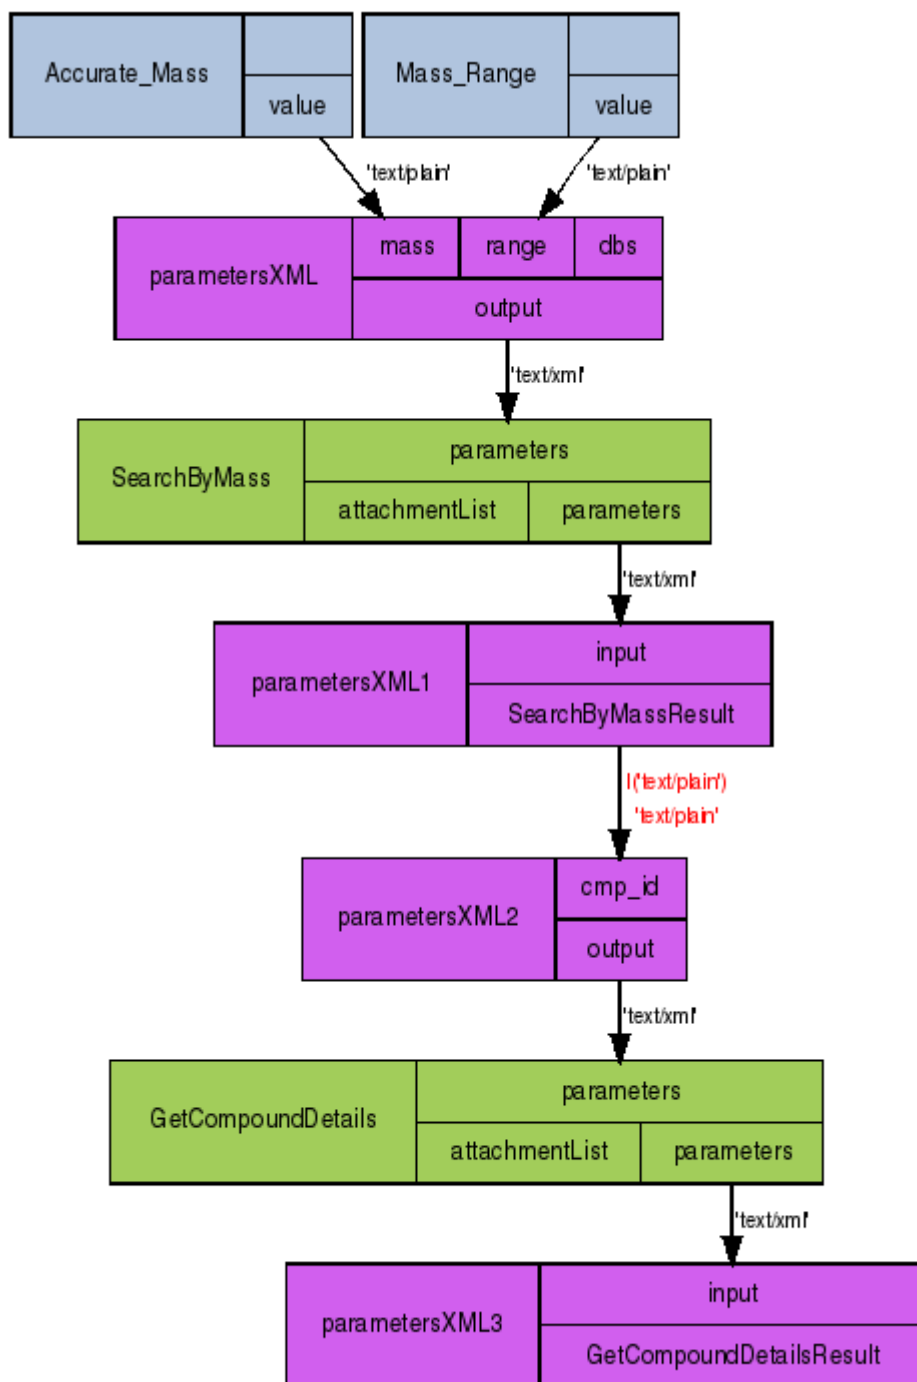 Accurate_Mass
value
Mass_Range
value
'text/plain'
'text/plain'
parametersXML
mass
range
dbs
output
'text/xml'
SearchByMass
parameters
attachmentList
parameters
'text/xml'
parametersXML1
input
SearchByMassResult
l('text/plain')
'text/plain'
parametersXML2
cmp_id
output
'text/xml'
GetCompoundDetails
parameters
attachmentList
parameters
'text/xml'
parametersXML3
input
GetCompoundDetailsResult